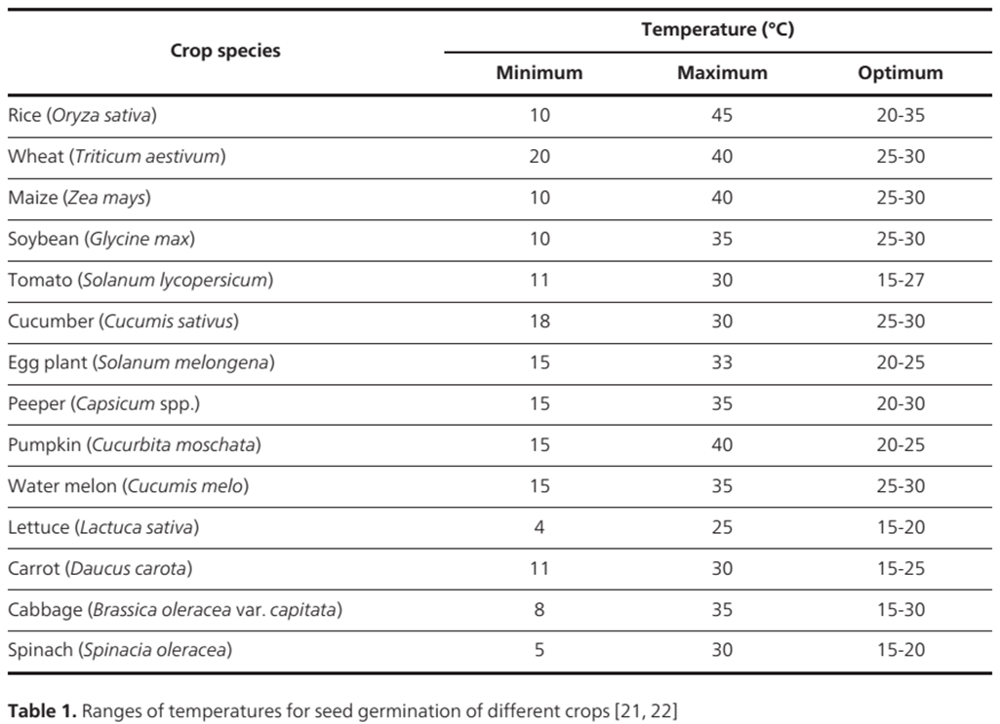 Crop species Temperature (°C)
Minimum Maximum Optimum
Rice (Oryza sativa) 10 45 20-35
Wheat (Triticum aestivum) 20 40 25-30
Maize (Zea mays) 10 40 25-30
Soybean (Glycine max) 10 35 25-30
Tomato (Solanum lycopersicum) 11 30 15-27
Cucumber (Cucumis sativus) 18 30 25-30
Egg plant (Solanum melongena) 15 33 20-25
Peeper (Capsicum spp.) 15 35 20-30
Pumpkin (Cucurbita moschata) 15 40 20-25
Water melon (Cucumis melo) 15 35 25-30
Lettuce (Lactuca sativa) 4 25 15-20
Carrot (Daucus carota) 11 30 15-25
Cabbage (Brassica oleracea var. capitata) 8 35 15-30
Spinach (Spinacia oleracea) 5 30 15-20
Table 1. Ranges of temperatures for seed germination of different crops [21, 22]